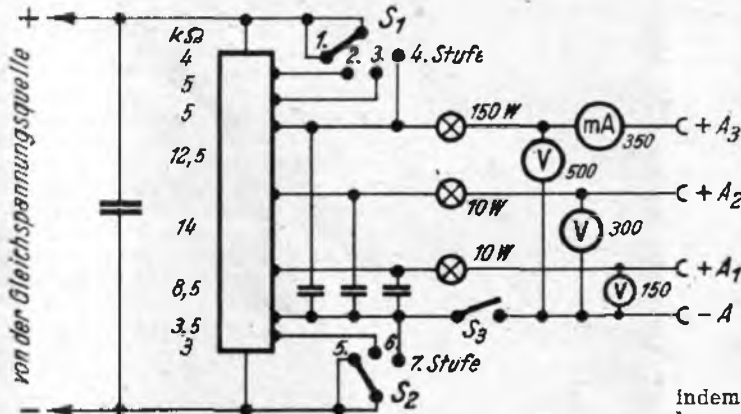 von der Gleichspannungsquelle
+
kΩ
4
5
5
12,5
14
8,5
3,5
3
−
S1
1.
2.
3.
4. Stufe
150 W
mA
350
+ A3
V
500
10 W
+ A2
V
300
10 W
+ A1
V
150
S3
− A
5.
6.
7. Stufe
S2
indem